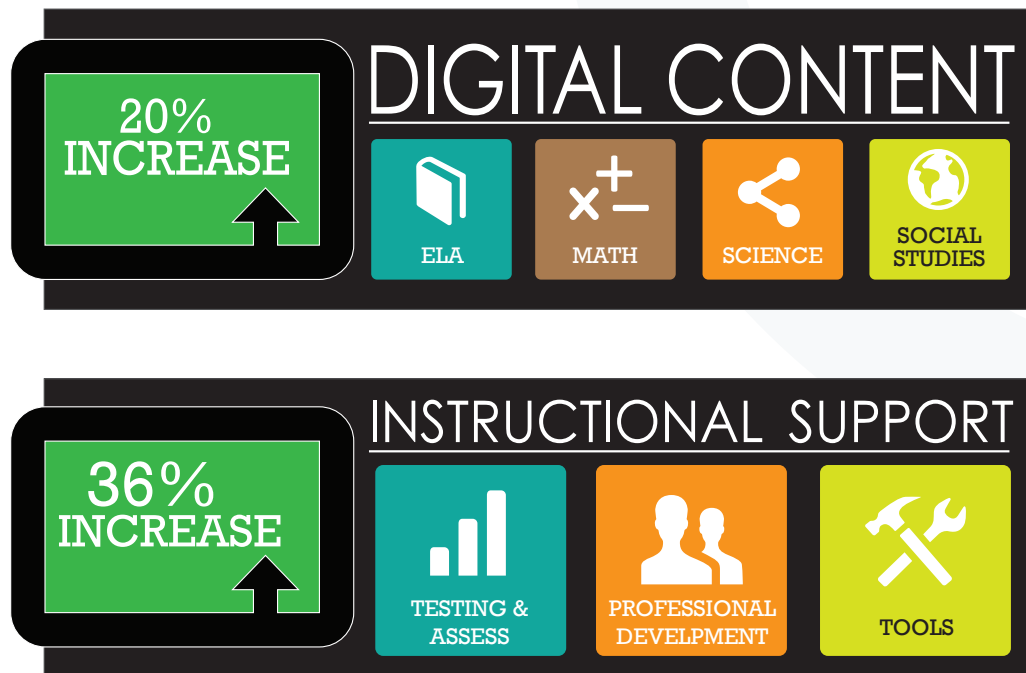 DIGITAL CONTENT
20%
INCREASE
ELA
MATH
SCIENCE
SOCIAL
STUDIES
INSTRUCTIONAL SUPPORT
36%
INCREASE
TESTING &
ASSESS
PROFESSIONAL
DEVELPMENT
TOOLS